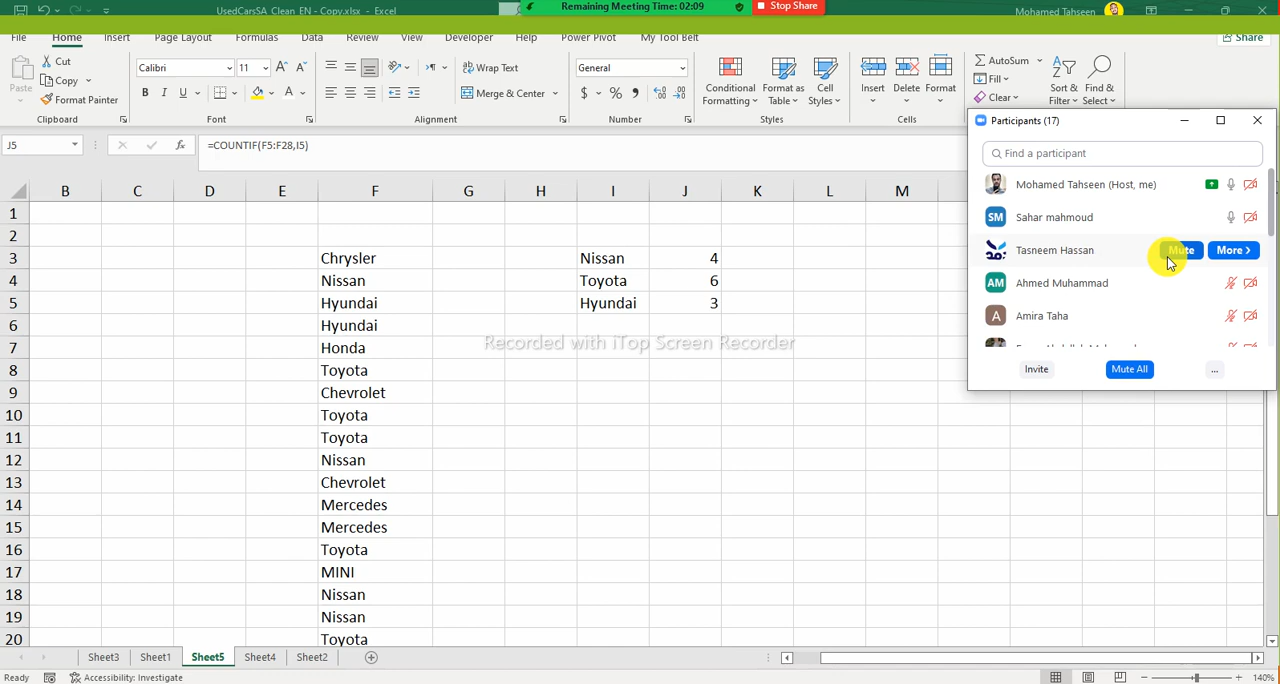 UsedCarsSA_Clean_EN - Copy.xlsx - Excel
Remaining Meeting Time: 02:09
Stop Share
Mohamed Tahseen
File Home Insert Page Layout Formulas Data Review View Developer Help Power Pivot My Tool Belt
Share
Paste
Cut
Copy
Format Painter
Clipboard
Calibri 11
B I U
Font
Wrap Text
Merge & Center
Alignment
General
$ % ,
Number
Conditional Formatting
Format as Table
Cell Styles
Styles
Insert Delete Format
Cells
AutoSum
Fill
Clear
Sort & Filter
Find & Select
J5
fx
=COUNTIF(F5:F28,I5)
B C D E F G H I J K L M
1
2
3 Chrysler Nissan 4
4 Nissan Toyota 6
5 Hyundai Hyundai 3
6 Hyundai
7 Honda
8 Toyota
9 Chevrolet
10 Toyota
11 Toyota
12 Nissan
13 Chevrolet
14 Mercedes
15 Mercedes
16 Toyota
17 MINI
18 Nissan
19 Nissan
20 Toyota
Recorded with iTop Screen Recorder
Participants (17)
Find a participant
Mohamed Tahseen (Host, me)
SM Sahar mahmoud
Tasneem Hassan Mute More >
AM Ahmed Muhammad
A Amira Taha
Invite Mute All ...
Sheet3 Sheet1 Sheet5 Sheet4 Sheet2
Ready Accessibility: Investigate
140%